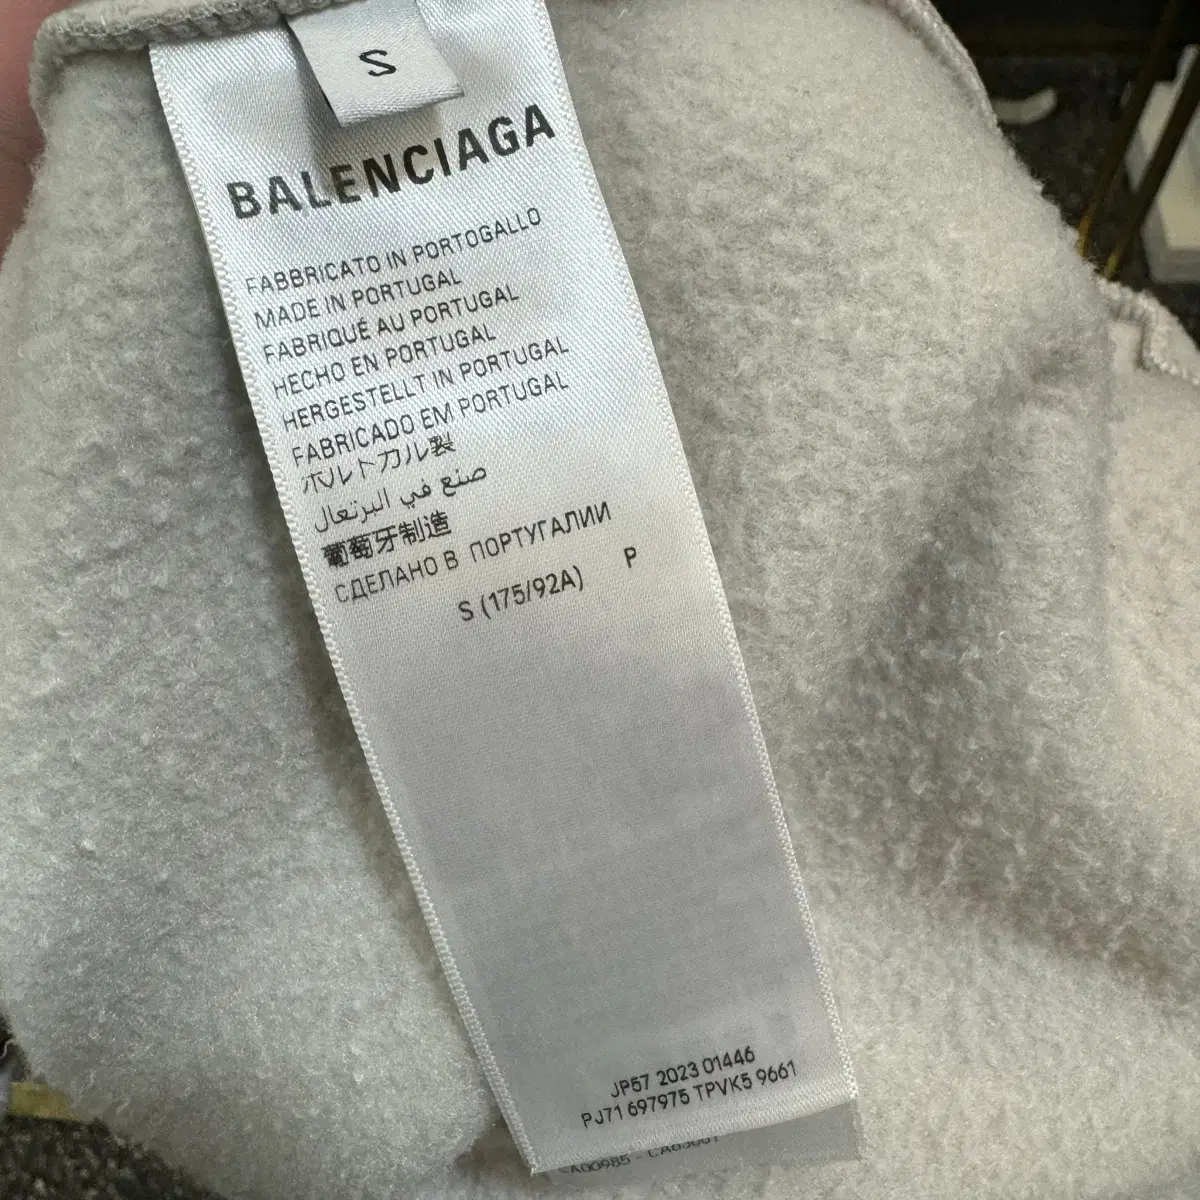 S
BALENCIAGA
FABBRICATO IN PORTOGALLO
MADE IN PORTUGAL
FABRIQUÉ AU PORTUGAL
HECHO EN PORTUGAL
HERGESTELLT IN PORTUGAL
FABRICADO EM PORTUGAL
ポルトガル製
صنع في البرتغال
葡萄牙制造
СДЕЛАНО В ПОРТУГАЛИИ
S (175/92A) P
JP57 2023 01446
PJ71 697975 TPVK5 9661